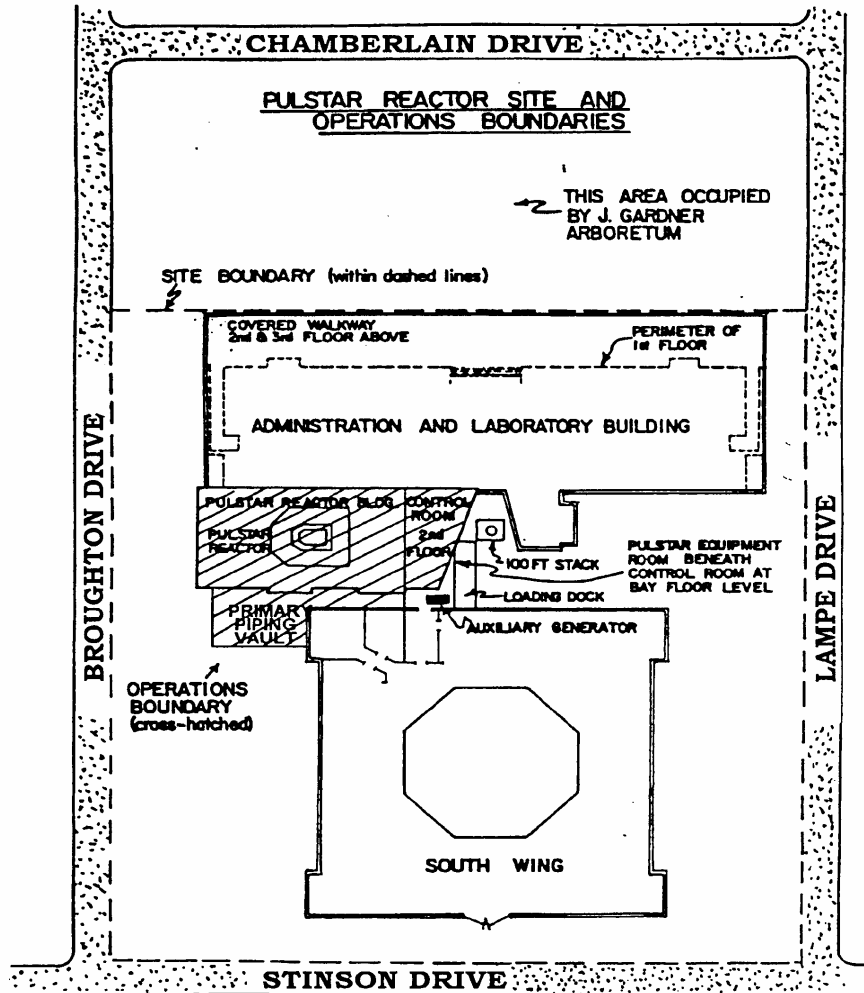 CHAMBERLAIN DRIVE
PULSTAR REACTOR SITE AND
OPERATIONS BOUNDARIES
THIS AREA OCCUPIED
BY J. GARDNER
ARBORETUM
SITE BOUNDARY (within dashed lines)
COVERED WALKWAY
2nd & 3rd FLOOR ABOVE
PERIMETER OF
1st FLOOR
ADMINISTRATION AND LABORATORY BUILDING
BROUGHTON DRIVE
LAMPE DRIVE
PULSTAR REACTOR BLDG
CONTROL
ROOM
2nd
FLOOR
PULSTAR
REACTOR
100 FT STACK
PULSTAR EQUIPMENT
ROOM BENEATH
CONTROL ROOM AT
BAY FLOOR LEVEL
LOADING DOCK
PRIMARY
PIPING
VAULT
AUXILIARY GENERATOR
OPERATIONS
BOUNDARY
(cross-hatched)
SOUTH WING
STINSON DRIVE